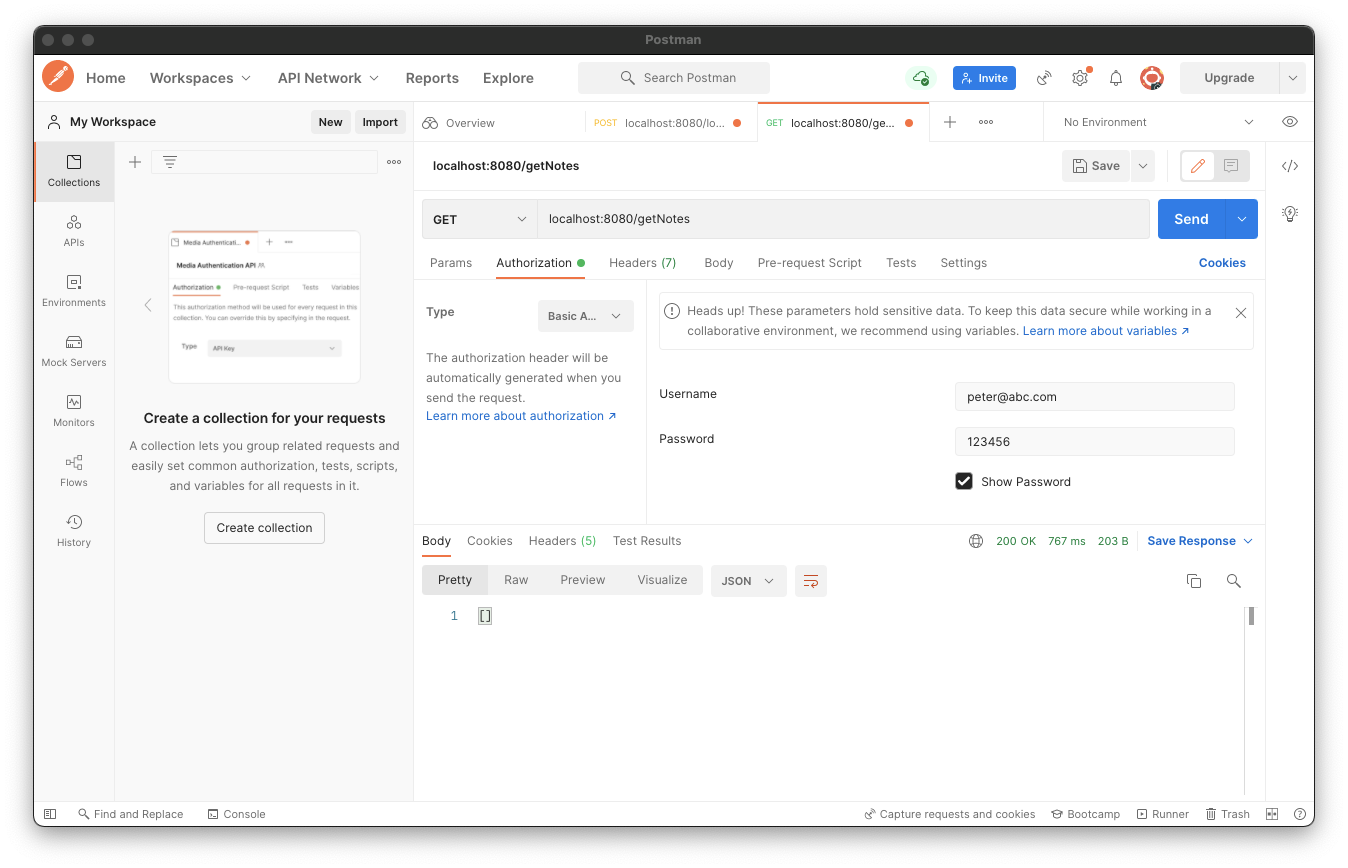 Postman
Home Workspaces API Network Reports Explore Search Postman Invite Upgrade
My Workspace New Import Overview POST localhost:8080/lo... GET localhost:8080/ge... No Environment
Collections
APIs
Environments
Mock Servers
Monitors
Flows
History
Media Authenticati...
Media Authentication API
Authorization Pre-request Script Tests Variables
This authorization method will be used for every request in this
collection. You can override this by specifying in the request.
Type API Key
Create a collection for your requests
A collection lets you group related requests and
easily set common authorization, tests, scripts,
and variables for all requests in it.
Create collection
localhost:8080/getNotes Save
GET localhost:8080/getNotes Send
Params Authorization Headers (7) Body Pre-request Script Tests Settings Cookies
Type Basic A...
The authorization header will be
automatically generated when you
send the request.
Learn more about authorization ↗
Heads up! These parameters hold sensitive data. To keep this data secure while working in a
collaborative environment, we recommend using variables. Learn more about variables ↗
Username peter@abc.com
Password 123456
Show Password
Body Cookies Headers (5) Test Results 200 OK 767 ms 203 B Save Response
Pretty Raw Preview Visualize JSON
1 []
Find and Replace Console Capture requests and cookies Bootcamp Runner Trash